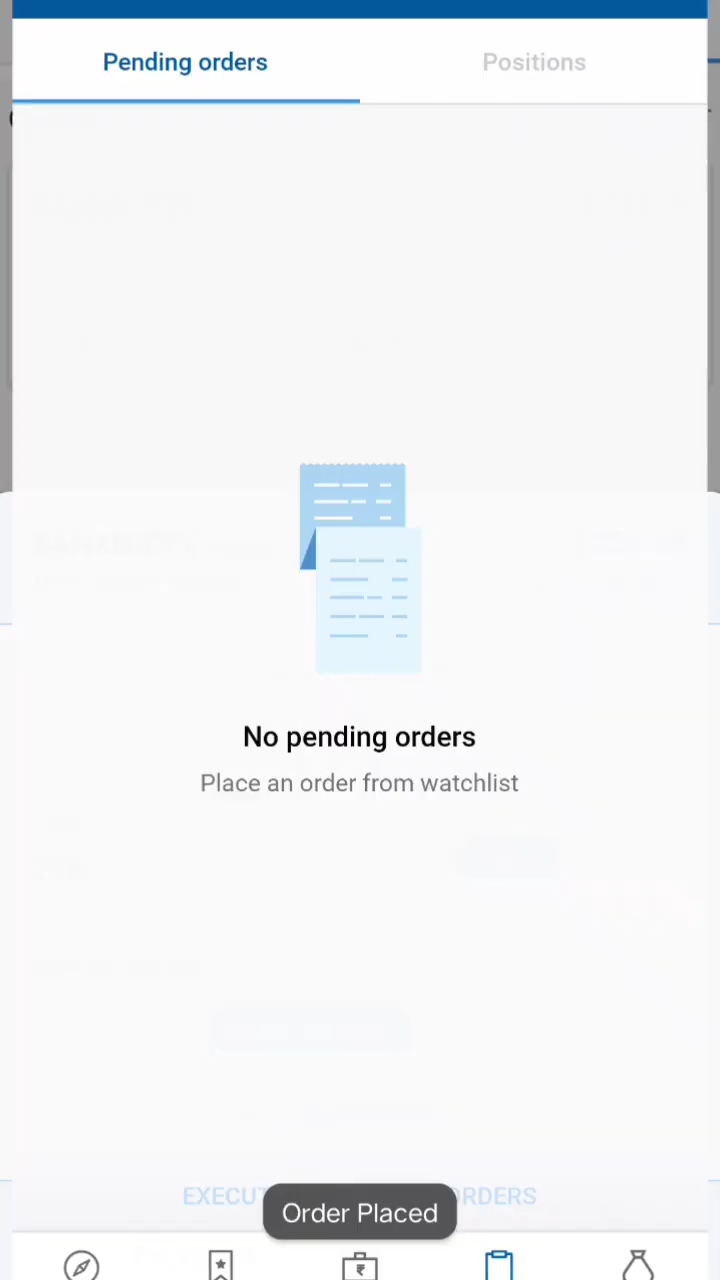 Pending orders
Positions
No pending orders
Place an order from watchlist
Order Placed